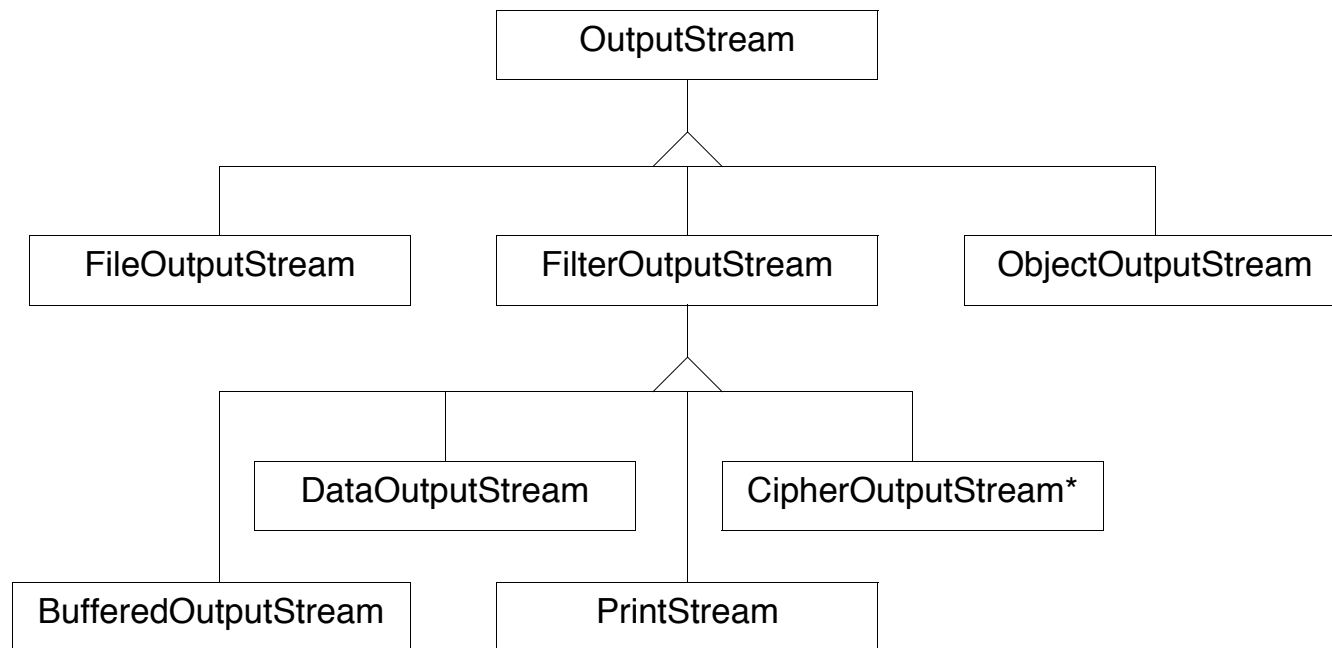 OutputStream
FileOutputStream
FilterOutputStream
ObjectOutputStream
DataOutputStream
CipherOutputStream*
BufferedOutputStream
PrintStream